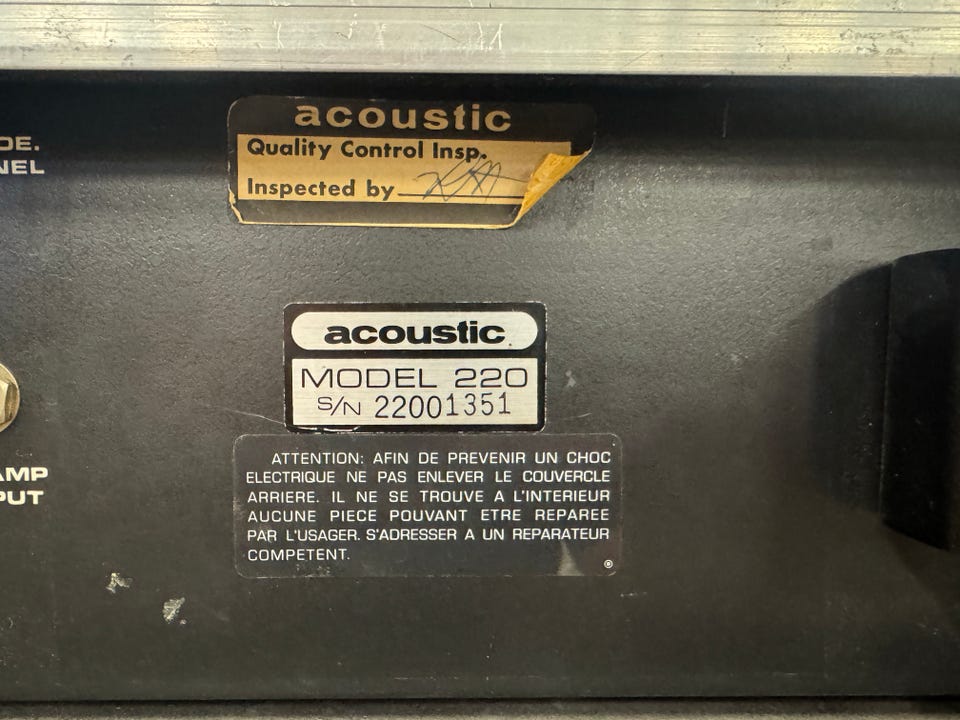 DE.
NEL
acoustic
Quality Control Insp.
Inspected by
acoustic
MODEL 220
S/N 22001351
AMP
PUT
ATTENTION: AFIN DE PREVENIR UN CHOC
ELECTRIQUE NE PAS ENLEVER LE COUVERCLE
ARRIERE. IL NE SE TROUVE A L'INTERIEUR
AUCUNE PIECE POUVANT ETRE REPAREE
PAR L'USAGER. S'ADRESSER A UN REPARATEUR
COMPETENT.
®